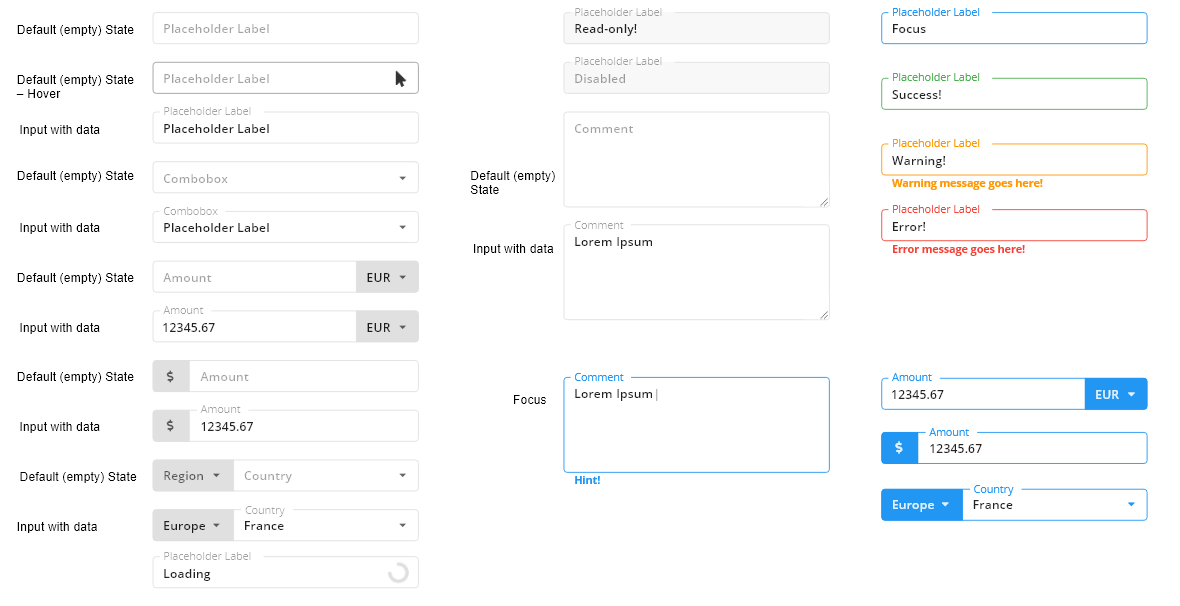 Default (empty) State
Placeholder Label
Default (empty) State
– Hover
Placeholder Label
Input with data
Placeholder Label
Placeholder Label
Default (empty) State
Combobox
Input with data
Combobox
Placeholder Label
Default (empty) State
Amount
EUR
Input with data
Amount
12345.67
EUR
Default (empty) State
$
Amount
Input with data
$
Amount
12345.67
Default (empty) State
Region
Country
Input with data
Europe
Country
France
Placeholder Label
Loading
Placeholder Label
Read-only!
Placeholder Label
Disabled
Default (empty)
State
Comment
Input with data
Comment
Lorem Ipsum
Focus
Comment
Lorem Ipsum
Hint!
Placeholder Label
Focus
Placeholder Label
Success!
Placeholder Label
Warning!
Warning message goes here!
Placeholder Label
Error!
Error message goes here!
Amount
12345.67
EUR
$
Amount
12345.67
Europe
Country
France